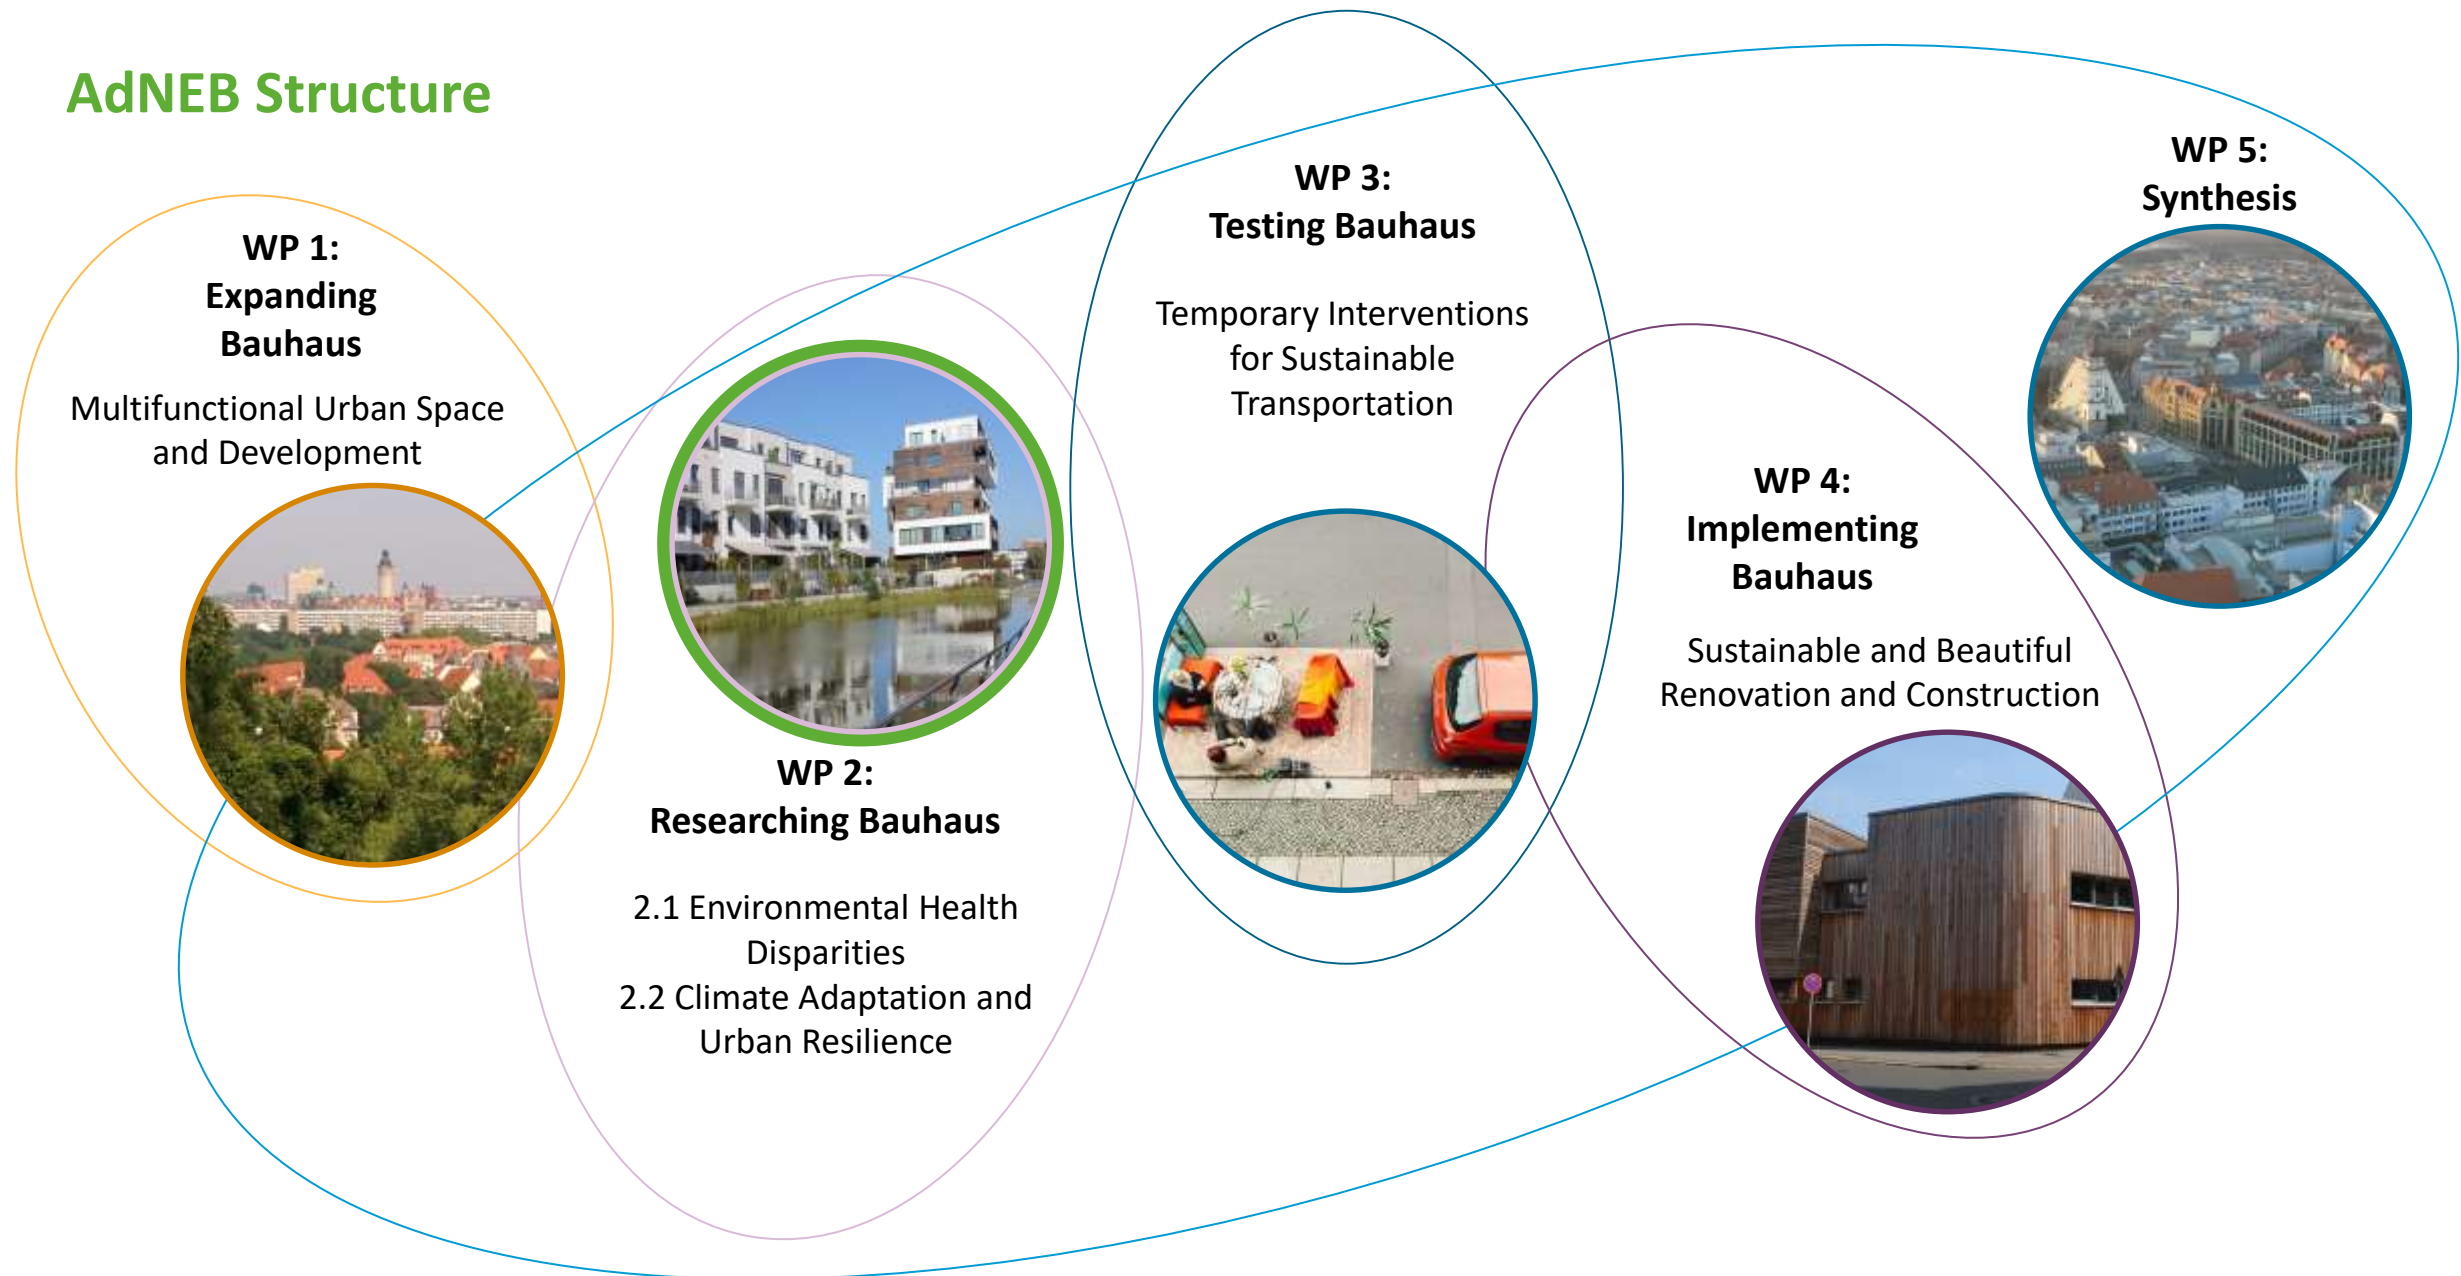 AdNEB Structure
WP 1:
Expanding
Bauhaus
Multifunctional Urban Space
and Development
WP 2:
Researching Bauhaus
2.1 Environmental Health
Disparities
2.2 Climate Adaptation and
Urban Resilience
WP 3:
Testing Bauhaus
Temporary Interventions
for Sustainable
Transportation
WP 4:
Implementing
Bauhaus
Sustainable and Beautiful
Renovation and Construction
WP 5:
Synthesis